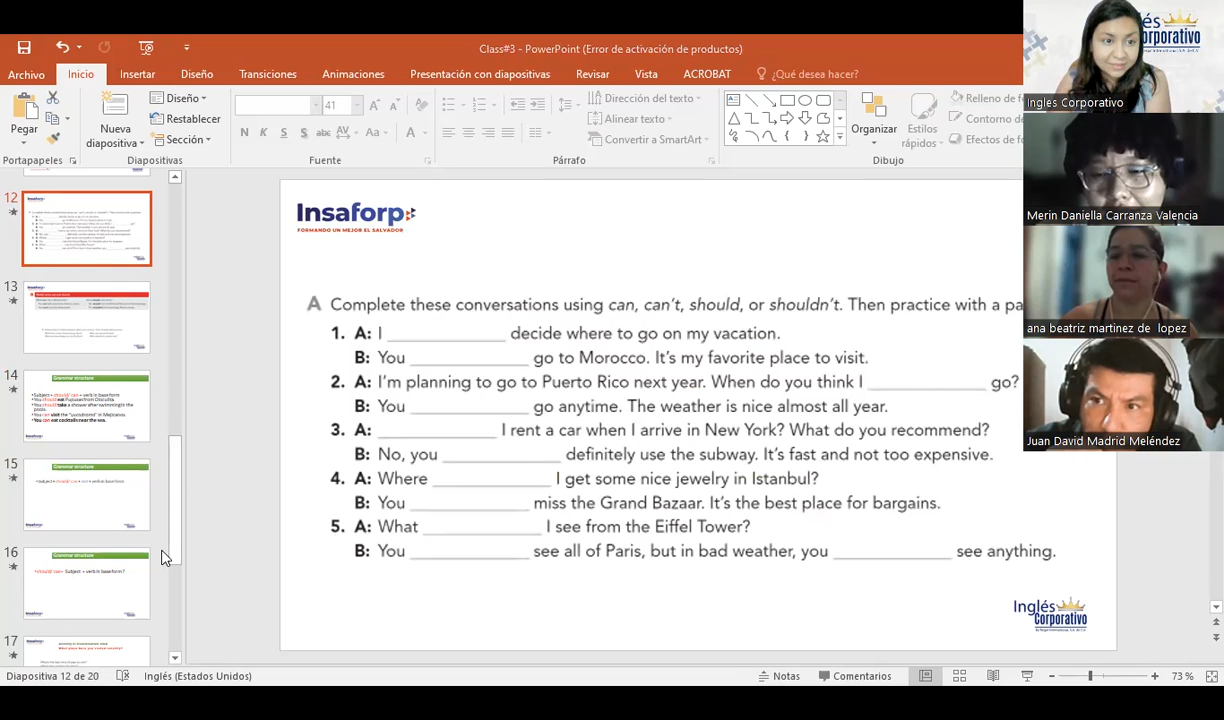 Class#3 - PowerPoint (Error de activación de productos)
Archivo Inicio Insertar Diseño Transiciones Animaciones Presentación con diapositivas Revisar Vista ACROBAT ¿Qué desea hacer?
Pegar
Nueva diapositiva
Diseño
Restablecer
Sección
41
N K S S abc AV Aa A
Dirección del texto
Alinear texto
Convertir a SmartArt
Organizar
Estilos rápidos
Relleno de
Contorno d
Efectos de
Portapapeles Diapositivas Fuente Párrafo Dibujo
12
13
14
Grammar structure
15
Grammar structure
16
Grammar structure
17
Insaforp
FORMANDO UN MEJOR EL SALVADOR
A Complete these conversations using can, can't, should, or shouldn't. Then practice with a pa
1. A: I ____________ decide where to go on my vacation.
B: You ____________ go to Morocco. It's my favorite place to visit.
2. A: I'm planning to go to Puerto Rico next year. When do you think I ____________ go?
B: You ____________ go anytime. The weather is nice almost all year.
3. A: ____________ I rent a car when I arrive in New York? What do you recommend?
B: No, you ____________ definitely use the subway. It's fast and not too expensive.
4. A: Where ____________ I get some nice jewelry in Istanbul?
B: You ____________ miss the Grand Bazaar. It's the best place for bargains.
5. A: What ____________ I see from the Eiffel Tower?
B: You ____________ see all of Paris, but in bad weather, you ____________ see anything.
Inglés
Corporativo
Diapositiva 12 de 20 Inglés (Estados Unidos) Notas Comentarios 73 %
és
Corporativo
Ingles Corporativo
Merin Daniella Carranza Valencia
ana beatriz martinez de lopez
Juan David Madrid Meléndez